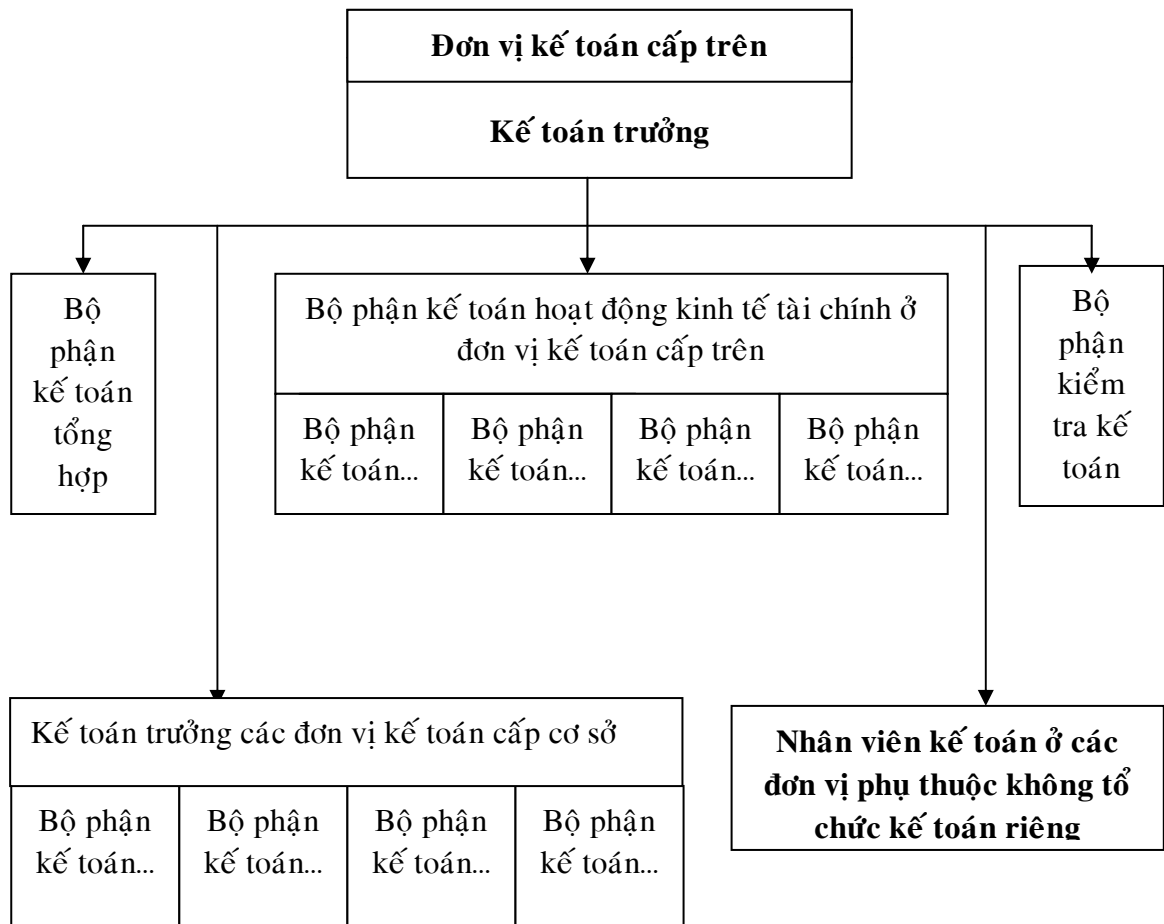 Đơn vị kế toán cấp trên
Kế toán trưởng
Bộ
phận
kế toán
tổng
hợp
Bộ phận kế toán hoạt động kinh tế tài chính ở
đơn vị kế toán cấp trên
Bộ phận
kế toán...
Bộ phận
kế toán...
Bộ phận
kế toán...
Bộ phận
kế toán...
Bộ
phận
kiểm
tra kế
toán
Kế toán trưởng các đơn vị kế toán cấp cơ sở
Bộ phận
kế toán...
Bộ phận
kế toán...
Bộ phận
kế toán...
Bộ phận
kế toán...
Nhân viên kế toán ở các
đơn vị phụ thuộc không tổ
chức kế toán riêng